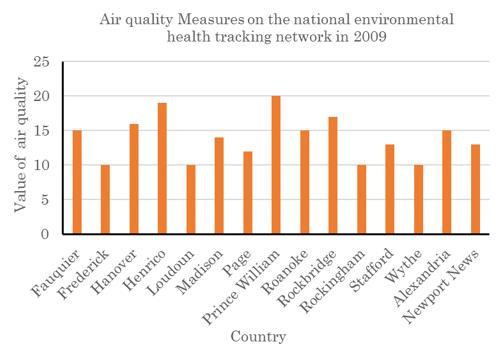 Air quality Measures on the national environmental
health tracking network in 2009
Value of air quality
25
20
15
10
5
0
Fauquier
Frederick
Hanover
Henrico
Loudoun
Madison
Page
Prince William
Roanoke
Rockbridge
Rockingham
Stafford
Wythe
Alexandria
Newport News
Country